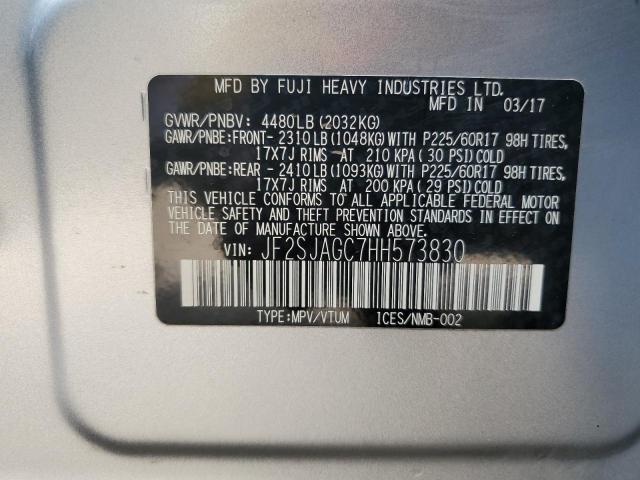 MFD BY FUJI HEAVY INDUSTRIES LTD.
MFD IN 03/17
GVWR/PNBV: 4480LB (2032KG)
GAWR/PNBE:FRONT- 2310LB (1048KG) WITH P225/60R17 98H TIRES,
17X7J RIMS AT 210 KPA (30 PSI) COLD
GAWR/PNBE:REAR - 2410LB (1093KG) WITH P225/60R17 98H TIRES,
17X7J RIMS AT 200 KPA (29 PSI) COLD
THIS VEHICLE CONFORMS TO ALL APPLICABLE FEDERAL MOTOR
VEHICLE SAFETY AND THEFT PREVENTION STANDARDS IN EFFECT ON
THE DATE OF MANUFACTURE SHOWN ABOVE.
VIN: JF2SJAGC7HH573830
TYPE:MPV/VTUM ICES/NMB-002